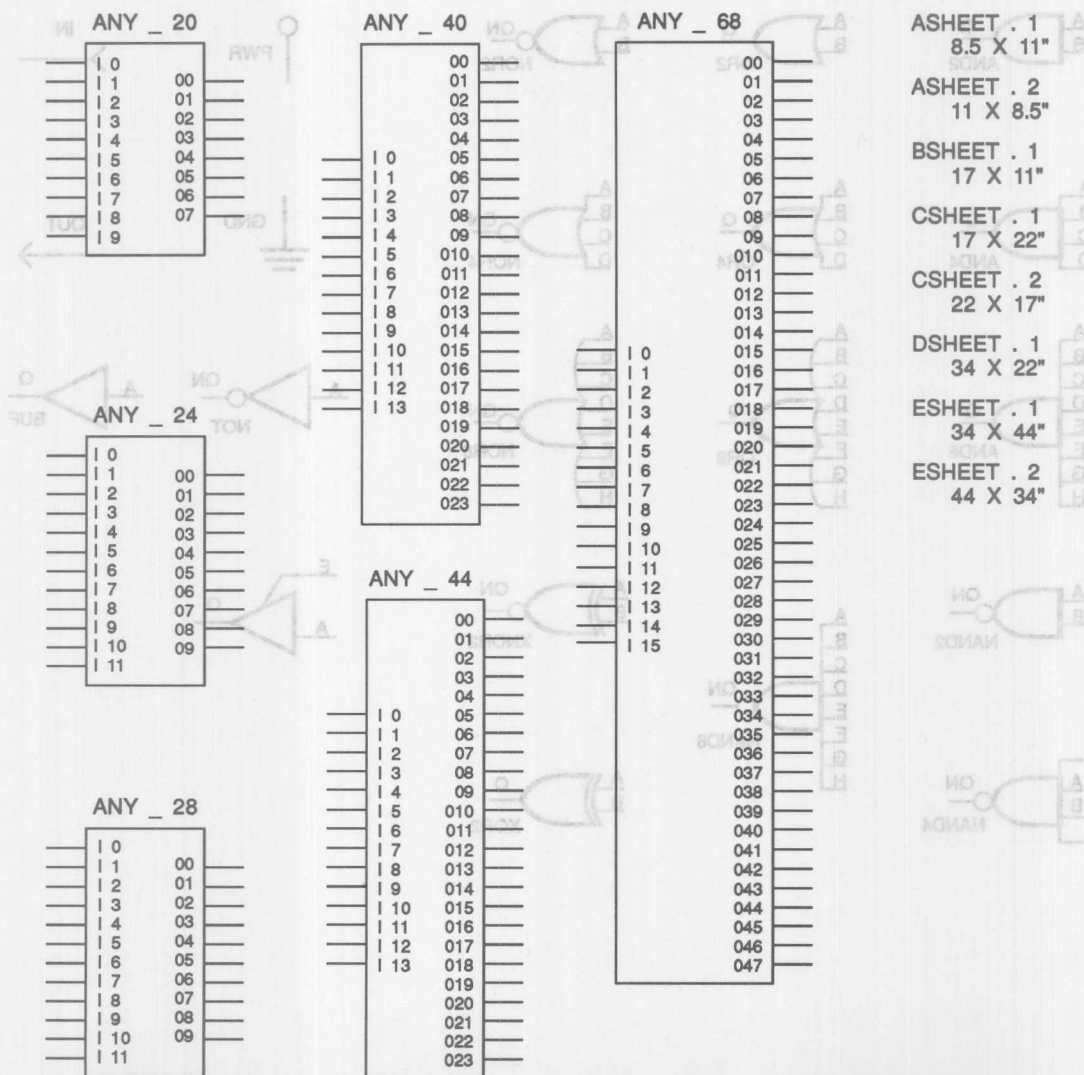 ANY _ 20
I 0
I 1
I 2
I 3
I 4
I 5
I 6
I 7
I 8
I 9
00
01
02
03
04
05
06
07
ANY _ 24
I 0
I 1
I 2
I 3
I 4
I 5
I 6
I 7
I 8
I 9
I 10
I 11
00
01
02
03
04
05
06
07
08
09
ANY _ 28
I 0
I 1
I 2
I 3
I 4
I 5
I 6
I 7
I 8
I 9
I 10
I 11
00
01
02
03
04
05
06
07
08
09
ANY _ 40
I 0
I 1
I 2
I 3
I 4
I 5
I 6
I 7
I 8
I 9
I 10
I 11
I 12
I 13
00
01
02
03
04
05
06
07
08
09
010
011
012
013
014
015
016
017
018
019
020
021
022
023
ANY _ 44
I 0
I 1
I 2
I 3
I 4
I 5
I 6
I 7
I 8
I 9
I 10
I 11
I 12
I 13
00
01
02
03
04
05
06
07
08
09
010
011
012
013
014
015
016
017
018
019
020
021
022
023
ANY _ 68
I 0
I 1
I 2
I 3
I 4
I 5
I 6
I 7
I 8
I 9
I 10
I 11
I 12
I 13
I 14
I 15
00
01
02
03
04
05
06
07
08
09
010
011
012
013
014
015
016
017
018
019
020
021
022
023
024
025
026
027
028
029
030
031
032
033
034
035
036
037
038
039
040
041
042
043
044
045
046
047
ASHEET . 1
8.5 X 11"
ASHEET . 2
11 X 8.5"
BSHEET . 1
17 X 11"
CSHEET . 1
17 X 22"
CSHEET . 2
22 X 17"
DSHEET . 1
34 X 22"
ESHEET . 1
34 X 44"
ESHEET . 2
44 X 34"